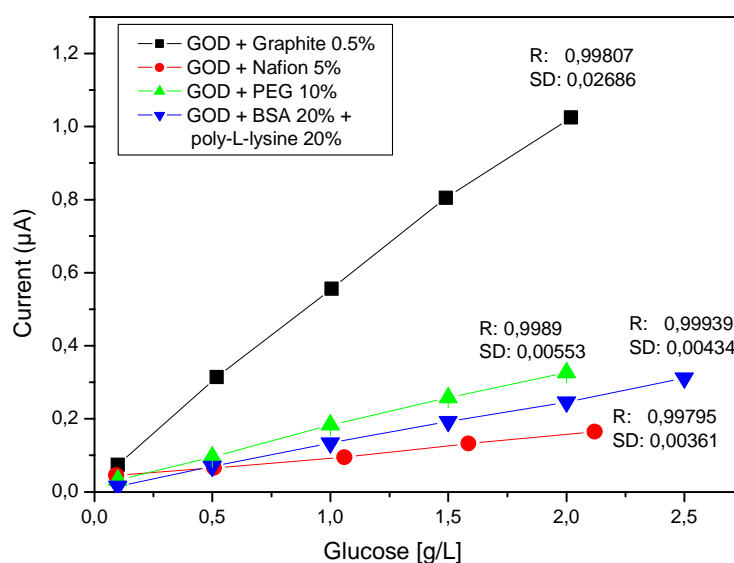 GOD + Graphite 0.5%
GOD + Nafion 5%
GOD + PEG 10%
GOD + BSA 20% +
poly-L-lysine 20%
R: 0,99807
SD: 0,02686
R: 0,9989
SD: 0,00553
R: 0,99939
SD: 0,00434
R: 0,99795
SD: 0,00361
Current (µA)
1,2
1,0
0,8
0,6
0,4
0,2
0,0
0,0 0,5 1,0 1,5 2,0 2,5
Glucose [g/L]